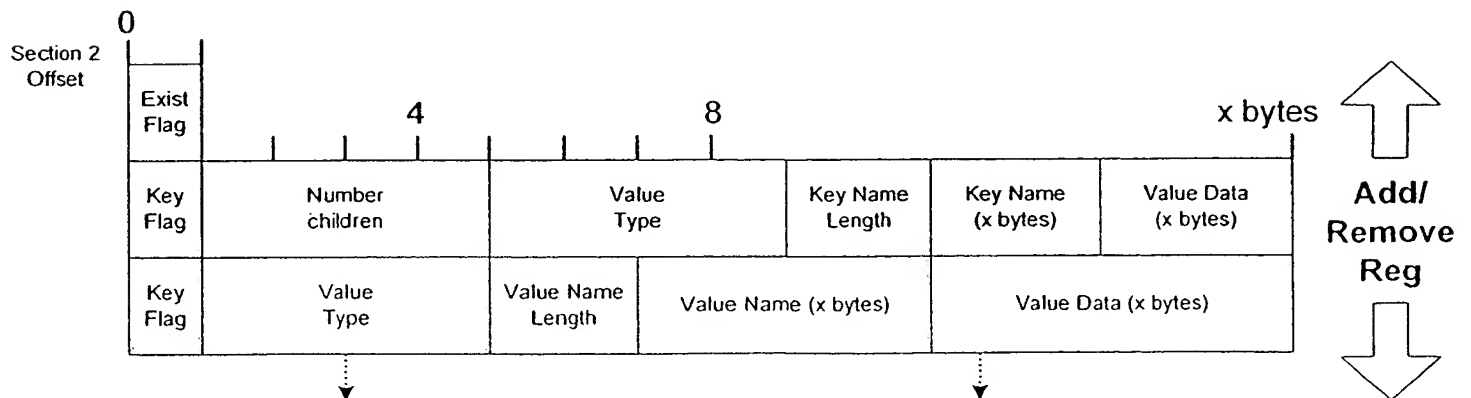 0
Section 2
Offset
Exist
Flag
4
8
x bytes
Key
Flag
Number
children
Value
Type
Key Name
Length
Key Name
(x bytes)
Value Data
(x bytes)
Add/
Remove
Reg
Key
Flag
Value
Type
Value Name
Length
Value Name (x bytes)
Value Data (x bytes)